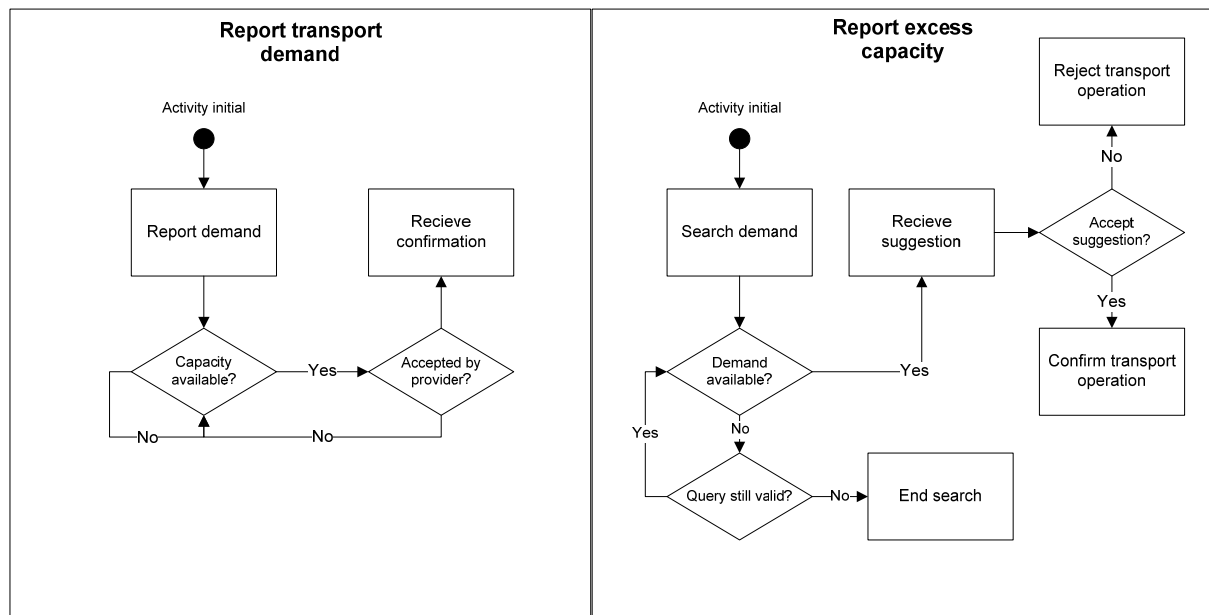 Report transport
demand
Activity initial
Report demand
Recieve
confirmation
Capacity
available?
Yes
Accepted by
provider?
No
No
Report excess
capacity
Activity initial
Search demand
Recieve
suggestion
Reject transport
operation
No
Accept
suggestion?
Yes
Confirm transport
operation
Demand
available?
Yes
No
Yes
Query still valid?
No
End search